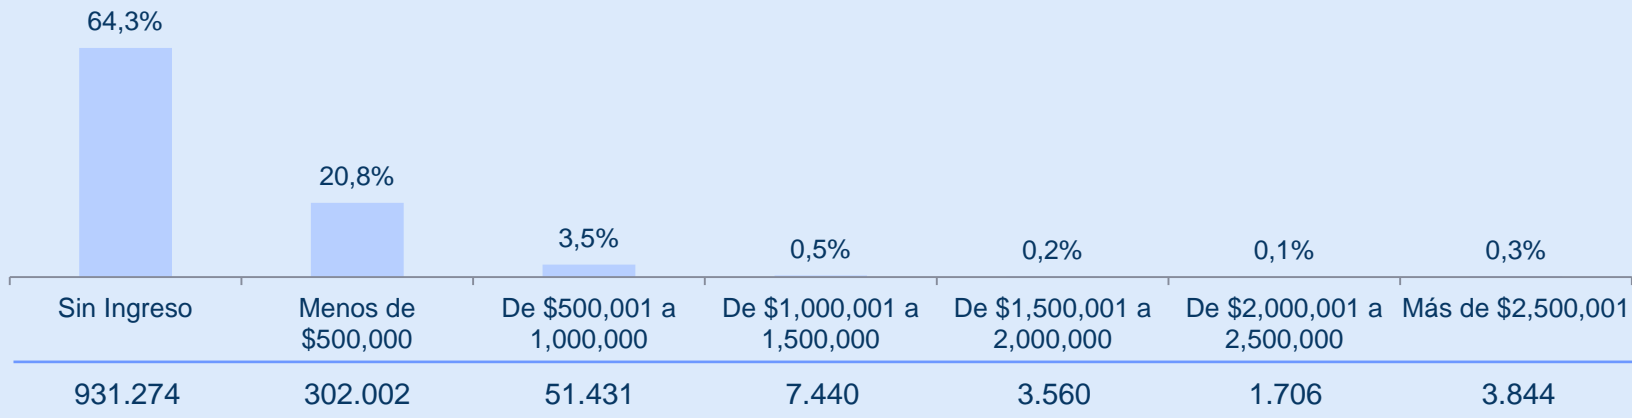 64,3%
20,8%
3,5%
0,5%
0,2%
0,1%
0,3%
Sin Ingreso
Menos de
$500,000
De $500,001 a
1,000,000
De $1,000,001 a
1,500,000
De $1,500,001 a
2,000,000
De $2,000,001 a
2,500,000
Más de $2,500,001
931.274
302.002
51.431
7.440
3.560
1.706
3.844